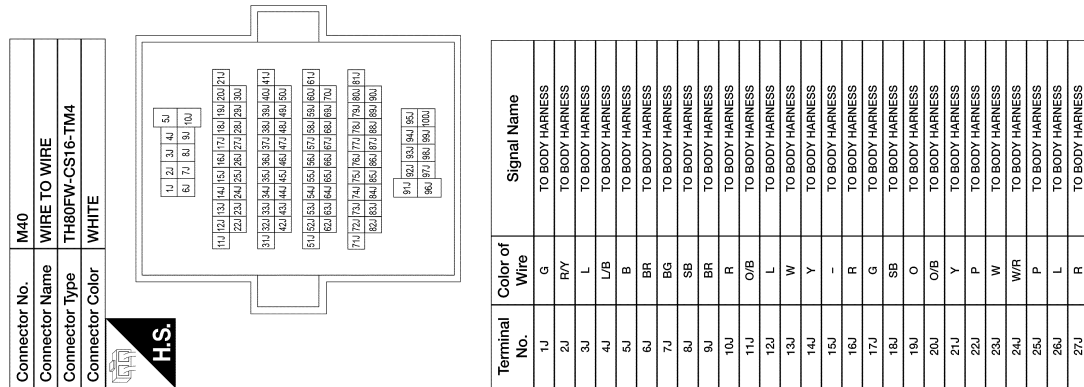 Connector No. M40
Connector Name WIRE TO WIRE
Connector Type TH80FW-CS16-TM4
Connector Color WHITE
H.S.
1J 2J 3J 4J 5J
6J 7J 8J 9J 10J
11J 12J 13J 14J 15J 16J 17J 18J 19J 20J 21J
22J 23J 24J 25J 26J 27J 28J 29J 30J
31J 32J 33J 34J 35J 36J 37J 38J 39J 40J 41J
42J 43J 44J 45J 46J 47J 48J 49J 50J
51J 52J 53J 54J 55J 56J 57J 58J 59J 60J 61J
62J 63J 64J 65J 66J 67J 68J 69J 70J
71J 72J 73J 74J 75J 76J 77J 78J 79J 80J 81J
82J 83J 84J 85J 86J 87J 88J 89J 90J
91J 92J 93J 94J 95J
96J 97J 98J 99J 100J
Terminal No. Color of Wire Signal Name
1J G TO BODY HARNESS
2J R/Y TO BODY HARNESS
3J L TO BODY HARNESS
4J L/B TO BODY HARNESS
5J B TO BODY HARNESS
6J BR TO BODY HARNESS
7J BG TO BODY HARNESS
8J SB TO BODY HARNESS
9J BR TO BODY HARNESS
10J R TO BODY HARNESS
11J O/B TO BODY HARNESS
12J L TO BODY HARNESS
13J W TO BODY HARNESS
14J Y TO BODY HARNESS
15J – TO BODY HARNESS
16J R TO BODY HARNESS
17J G TO BODY HARNESS
18J SB TO BODY HARNESS
19J O TO BODY HARNESS
20J O/B TO BODY HARNESS
21J Y TO BODY HARNESS
22J P TO BODY HARNESS
23J W TO BODY HARNESS
24J W/R TO BODY HARNESS
25J P TO BODY HARNESS
26J L TO BODY HARNESS
27J R TO BODY HARNESS